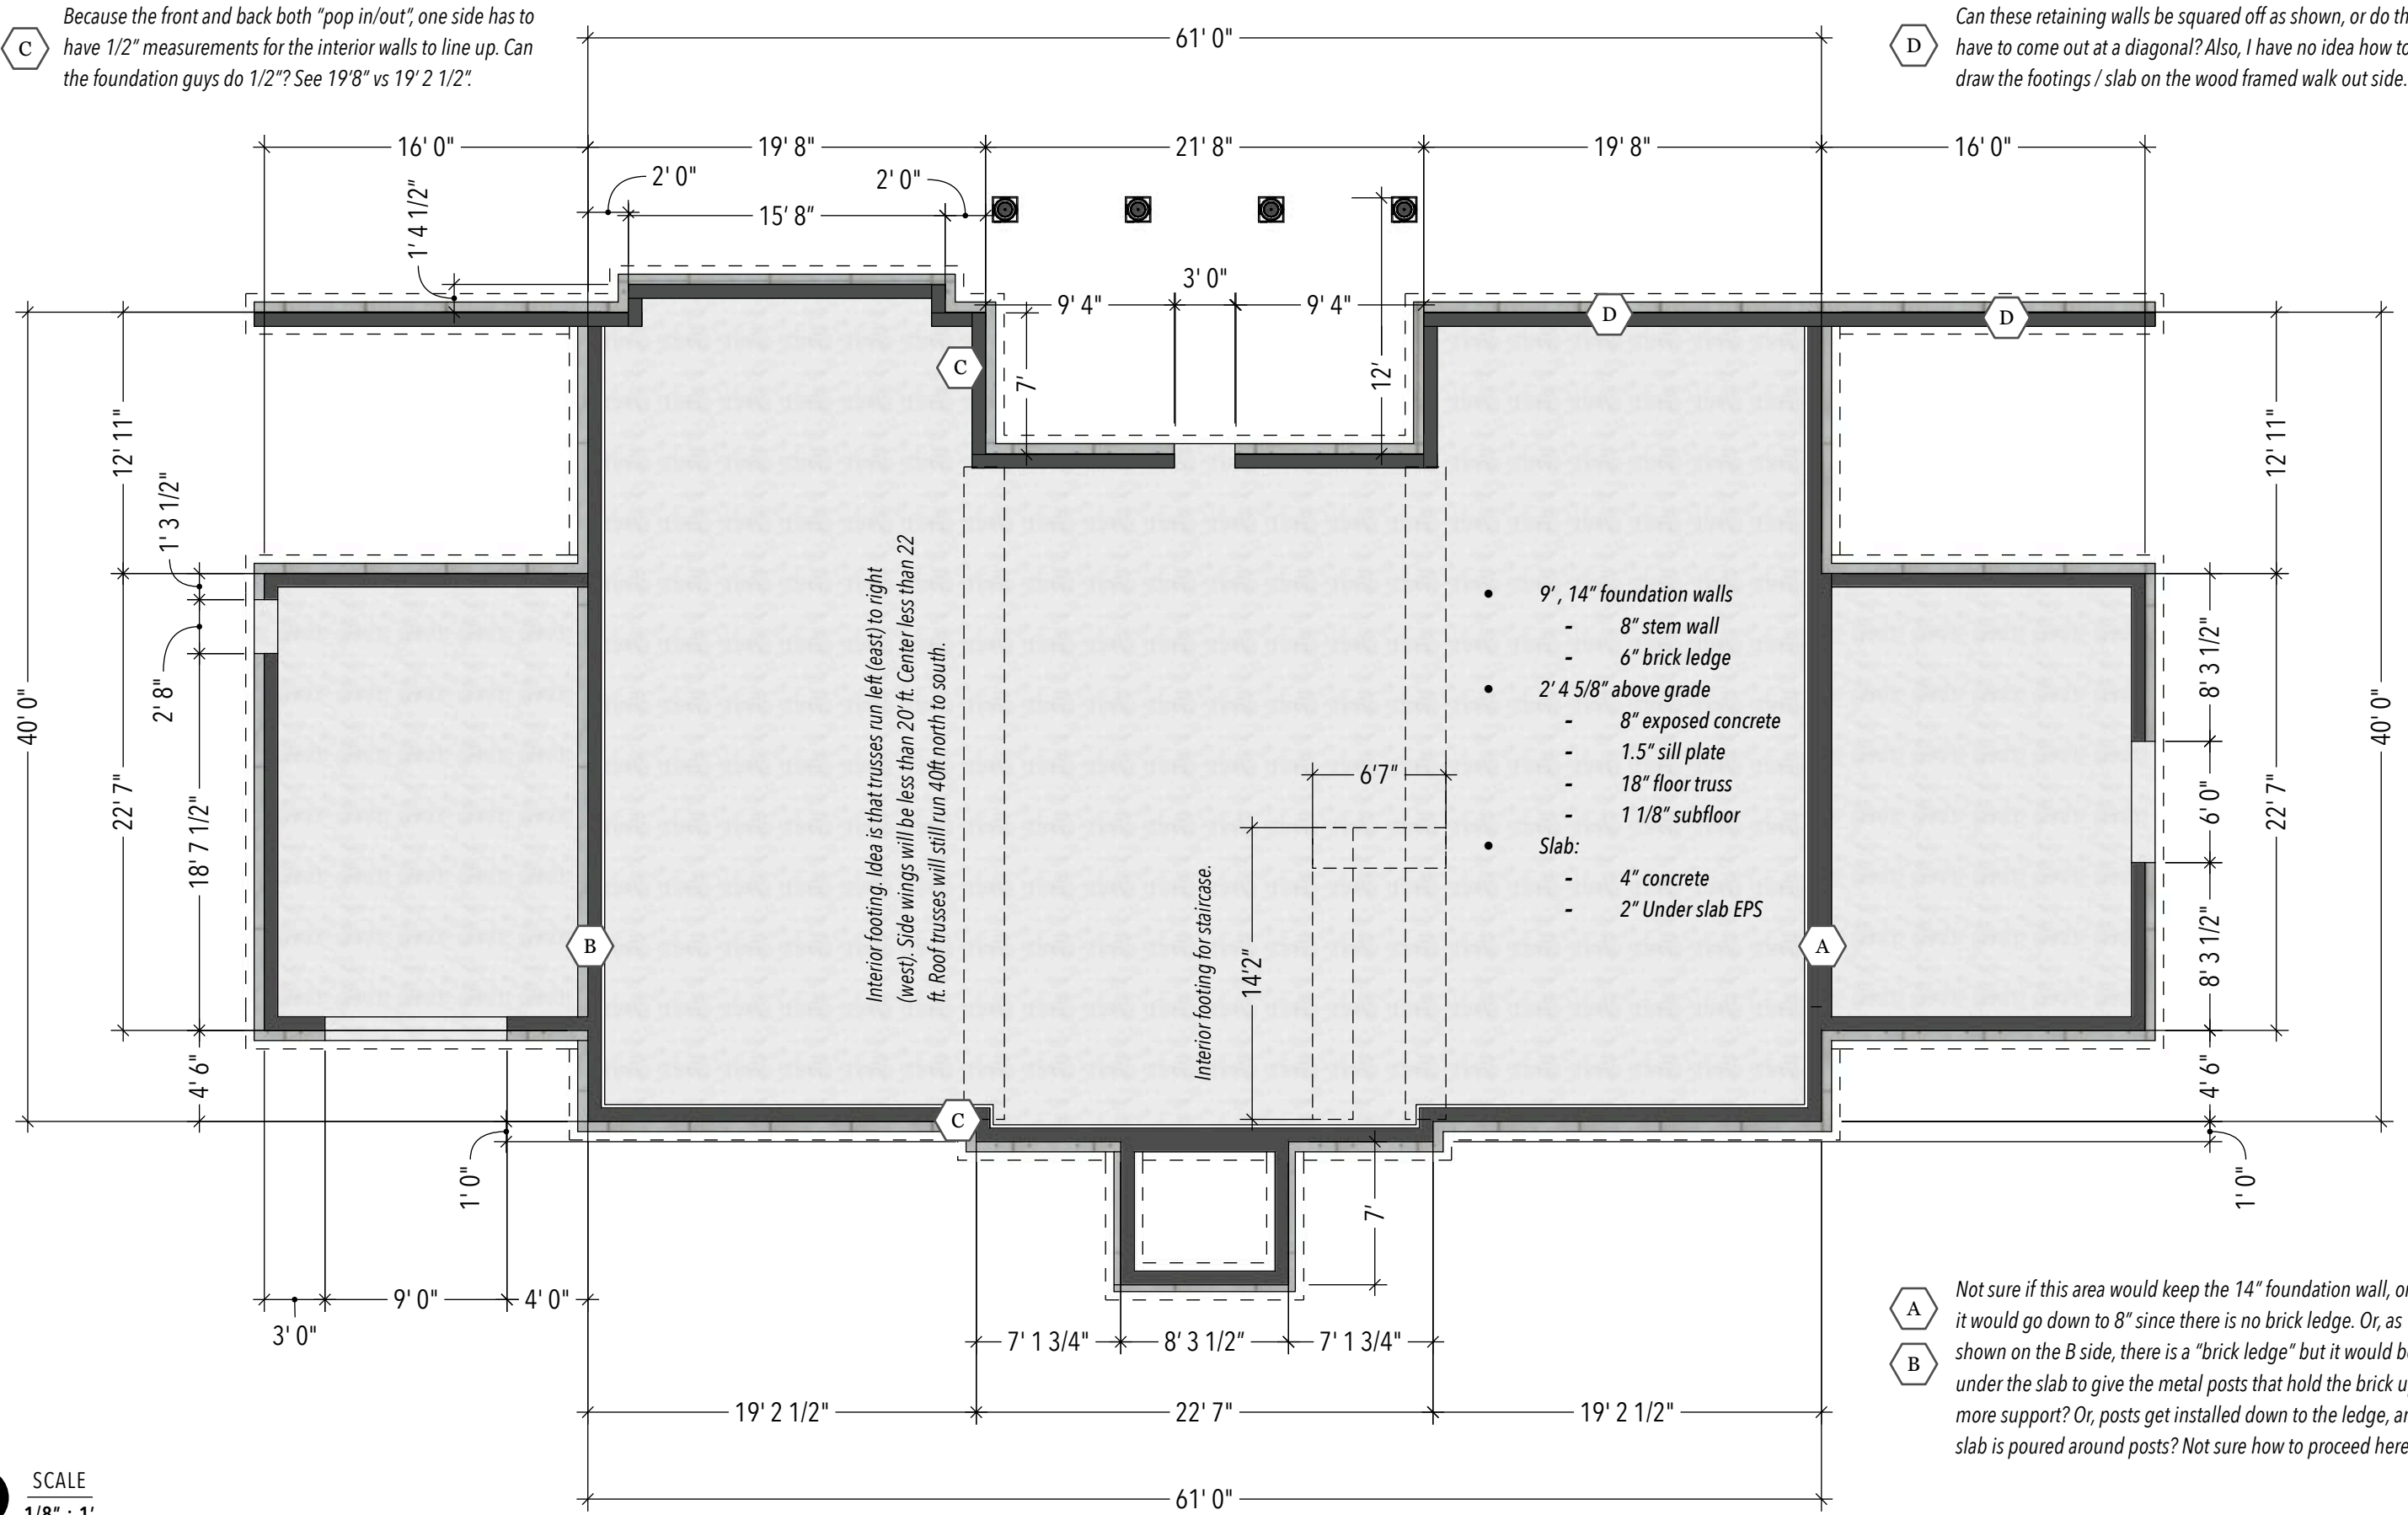 C
Because the front and back both “pop in/out”, one side has to
have 1/2” measurements for the interior walls to line up. Can
the foundation guys do 1/2”? See 19’8” vs 19’ 2 1/2”.
D
Can these retaining walls be squared off as shown, or do
have to come out at a diagonal? Also, I have no idea how to
draw the footings / slab on the wood framed walk out side.
61' 0"
16' 0"
19' 8"
21' 8"
19' 8"
16' 0"
2' 0"
2' 0"
15' 8"
1' 4 1/2"
3' 0"
9' 4"
9' 4"
D
D
C
7'
12'
12' 11"
12' 11"
1' 3 1/2"
2' 8"
40' 0"
22' 7"
18' 7 1/2"
4' 6"
1' 0"
Interior footing. Idea is that trusses run left (east) to right
(west). Side wings will be less than 20’ ft. Center less than 22
ft. Roof trusses will still run 40ft north to south.
• 9’ , 14” foundation walls
- 8” stem wall
- 6” brick ledge
• 2’ 4 5/8” above grade
- 8” exposed concrete
- 1.5” sill plate
- 18” floor truss
- 1 1/8” subfloor
• Slab:
- 4” concrete
- 2” Under slab EPS
6'7"
14'2"
Interior footing for staircase.
8' 3 1/2"
6' 0"
22' 7"
40' 0"
8' 3 1/2"
4' 6"
1' 0"
B
A
C
7'
3' 0"
9' 0"
4' 0"
7' 1 3/4"
8' 3 1/2"
7' 1 3/4"
19' 2 1/2"
22' 7"
19' 2 1/2"
61' 0"
A
B
Not sure if this area would keep the 14” foundation wall, or
it would go down to 8” since there is no brick ledge. Or, as
shown on the B side, there is a “brick ledge” but it would
under the slab to give the metal posts that hold the brick
more support? Or, posts get installed down to the ledge,
slab is poured around posts? Not sure how to proceed here
SCALE
1/8” : 1’